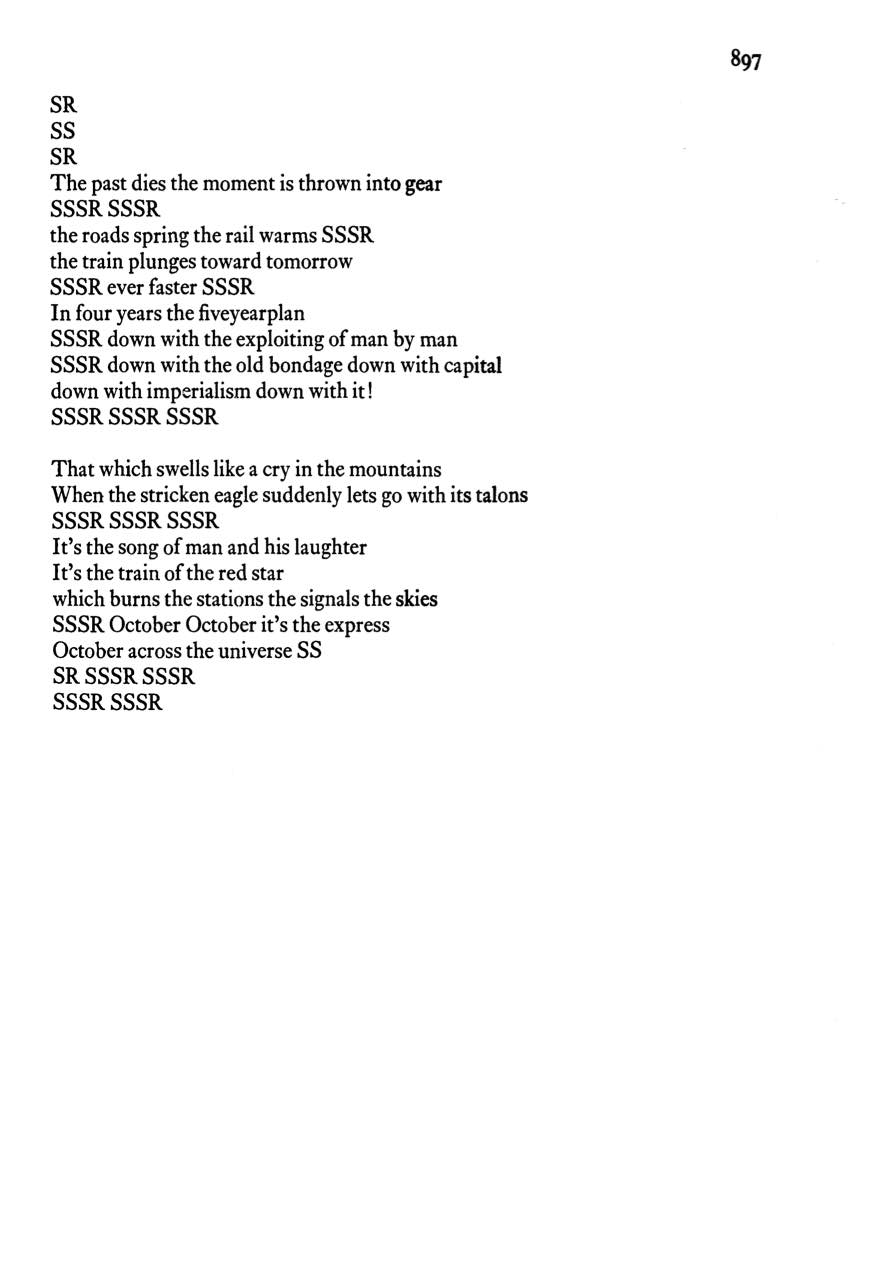 897
SR
SS
SR
The past dies the moment is thrown into gear
SSSR SSSR
the roads spring the rail warms SSSR
the train plunges toward tomorrow
SSSR ever faster SSSR
In four years the fiveyearplan
SSSR down with the exploiting of man by man
SSSR down with the old bondage down with capital
down with imperialism down with it!
SSSR SSSR SSSR

That which swells like a cry in the mountains
When the stricken eagle suddenly lets go with its talons
SSSR SSSR SSSR
It's the song of man and his laughter
It's the train of the red star
which burns the stations the signals the skies
SSSR October October it's the express
October across the universe SS
SR SSSR SSSR
SSSR SSSR